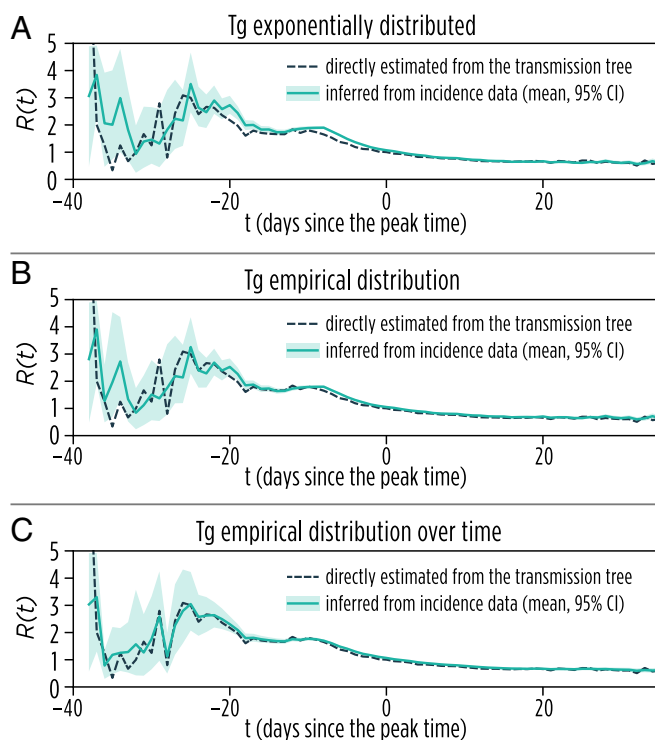 A
Tg exponentially distributed
directly estimated from the transmission tree
inferred from incidence data (mean, 95% CI)
R(t)
5
4
3
2
1
0
−40
−20
0
20
t (days since the peak time)
B
Tg empirical distribution
directly estimated from the transmission tree
inferred from incidence data (mean, 95% CI)
R(t)
5
4
3
2
1
0
−40
−20
0
20
t (days since the peak time)
C
Tg empirical distribution over time
directly estimated from the transmission tree
inferred from incidence data (mean, 95% CI)
R(t)
5
4
3
2
1
0
−40
−20
0
20
t (days since the peak time)